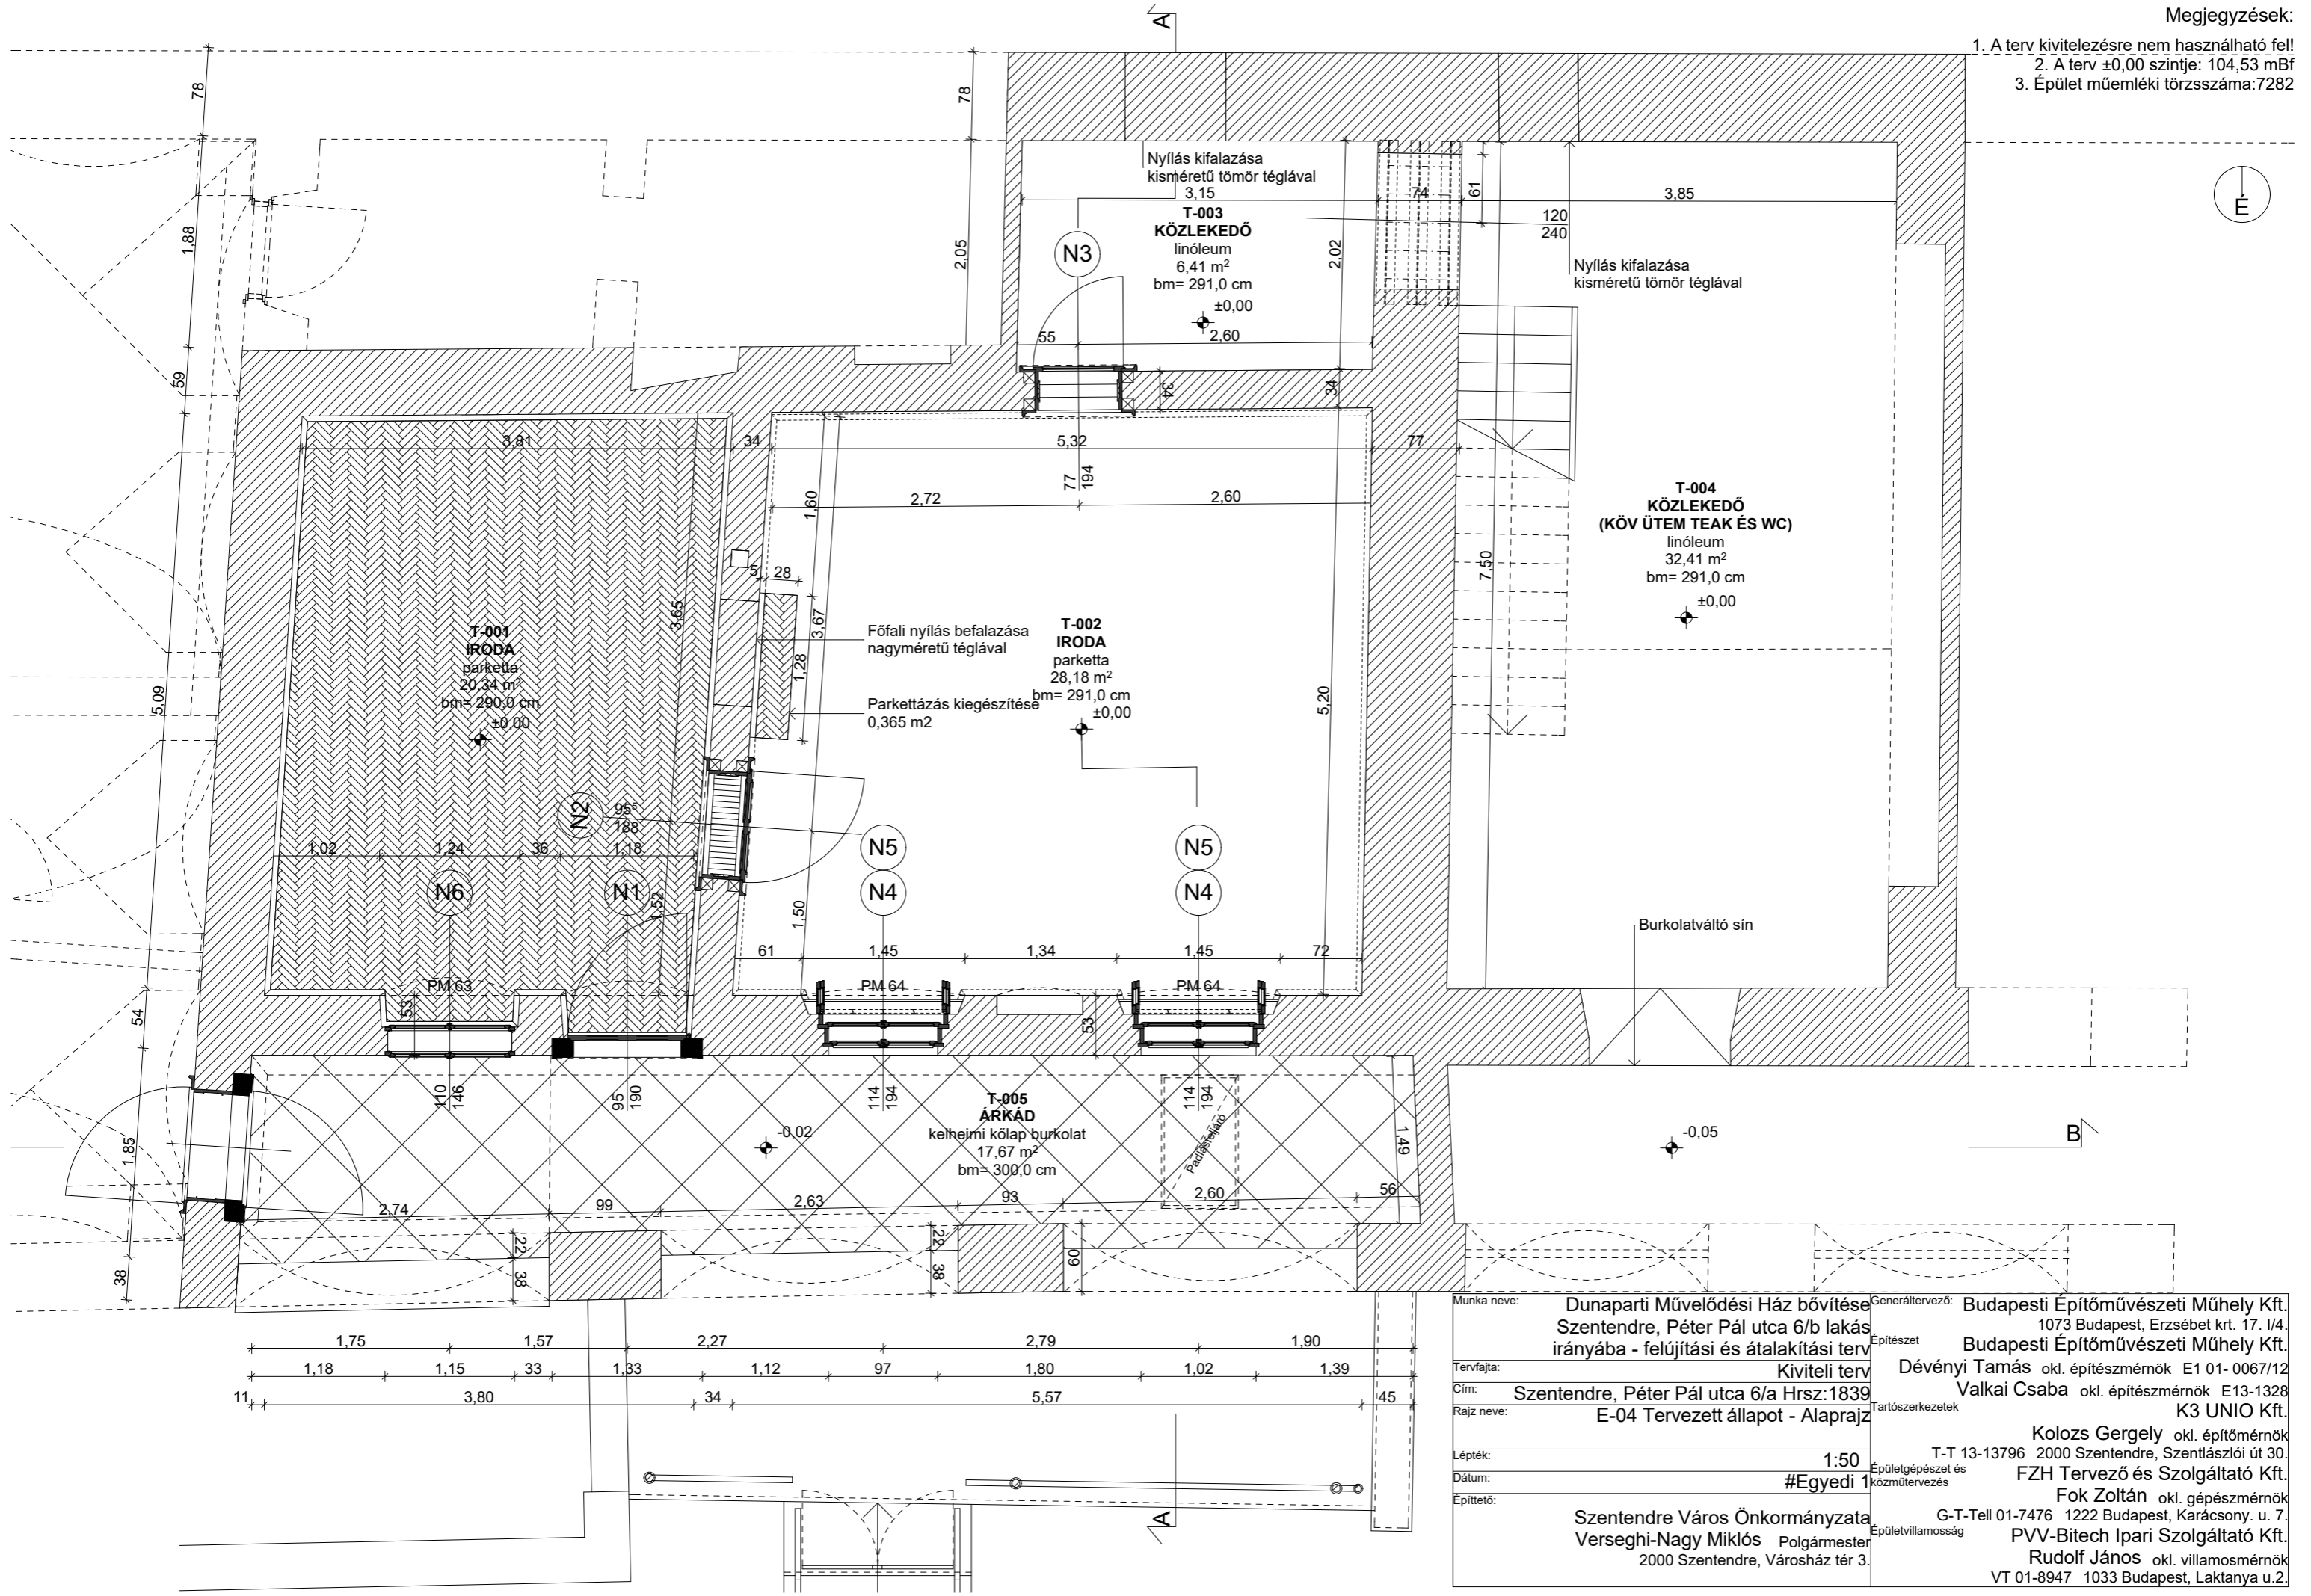 Megjegyzések:
1. A terv kivitelezésre nem használható fel!
2. A terv ±0,00 szintje: 104,53 mBf
3. Épület műemléki törzsszáma:7282
A
É
78
78
1,88
2,05
59
5,09
54
1,85
38
Nyílás kifalazása
kisméretű tömör téglával
3,15
74
61
3,85
T-003
KÖZLEKEDŐ
linóleum
6,41 m²
bm= 291,0 cm
±0,00
N3
2,02
120
240
Nyílás kifalazása
kisméretű tömör téglával
55
2,60
34
34
3,81
34
5,32
77
77
194
2,72
2,60
1,60
5
28
3,65
3,67
1,28
7,50
5,20
T-001
IRODA
parketta
20,34 m²
bm= 290,0 cm
±0,00
Főfali nyílás befalazása
nagyméretű téglával
Parkettázás kiegészítése
0,365 m2
T-002
IRODA
parketta
28,18 m²
bm= 291,0 cm
±0,00
T-004
KÖZLEKEDŐ
(KÖV ÜTEM TEAK ÉS WC)
linóleum
32,41 m²
bm= 291,0 cm
±0,00
N2
95⁵
188
1,02
1,24
36
1,18
N6
N1
1,52
N5
N4
N5
N4
1,50
61
1,45
1,34
1,45
72
Burkolatváltó sín
PM 63
PM 64
PM 64
53
53
110
146
95
190
114
194
114
194
T-005
ÁRKÁD
kelheimi kőlap burkolat
17,67 m²
bm= 300,0 cm
-0,02
Padlásfeljáró
1,49
-0,05
B
2,74
99
2,63
93
2,60
56
22
38
22
38
60
1,75
1,57
2,27
2,79
1,90
1,18
1,15
33
1,33
1,12
97
1,80
1,02
1,39
11
3,80
34
5,57
45
A
Munka neve:
Dunaparti Művelődési Ház bővítése
Szentendre, Péter Pál utca 6/b lakás
irányába - felújítási és átalakítási terv
Tervfajta:
Kiviteli terv
Cím:
Szentendre, Péter Pál utca 6/a Hrsz:1839
Rajz neve:
E-04 Tervezett állapot - Alaprajz
Lépték:
1:50
Dátum:
#Egyedi 1
Építtető:
Szentendre Város Önkormányzata
Verseghi-Nagy Miklós Polgármester
2000 Szentendre, Városház tér 3.
Generáltervező:
Budapesti Építőművészeti Műhely Kft.
1073 Budapest, Erzsébet krt. 17. I/4.
Építészet
Budapesti Építőművészeti Műhely Kft.
Dévényi Tamás okl. építészmérnök E1 01- 0067/12
Valkai Csaba okl. építészmérnök E13-1328
Tartószerkezetek
K3 UNIO Kft.
Kolozs Gergely okl. építőmérnök
T-T 13-13796 2000 Szentendre, Szentlászlói út 30.
Épületgépészet és
közműtervezés
FZH Tervező és Szolgáltató Kft.
Fok Zoltán okl. gépészmérnök
G-T-Tell 01-7476 1222 Budapest, Karácsony. u. 7.
Épületvillamosság
PVV-Bitech Ipari Szolgáltató Kft.
Rudolf János okl. villamosmérnök
VT 01-8947 1033 Budapest, Laktanya u.2.